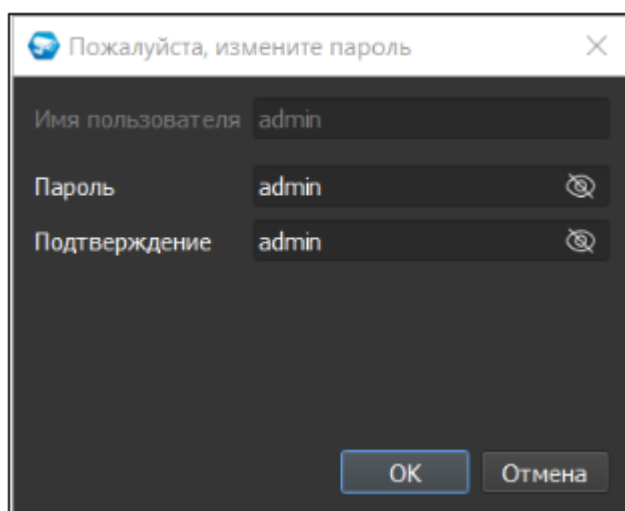 Пожалуйста, измените пароль
Имя пользователя admin
Пароль admin
Подтверждение admin
OK Отмена